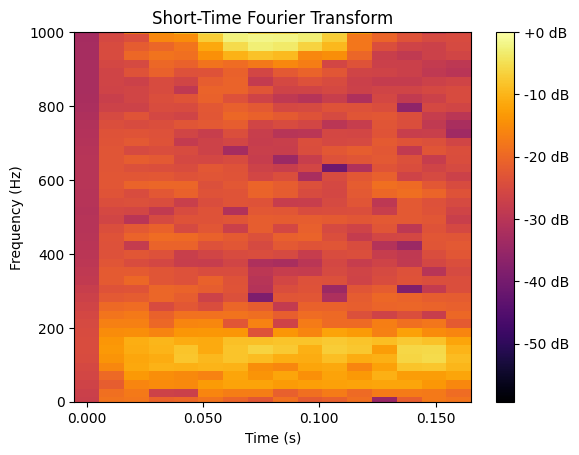 Short-Time Fourier Transform
1000
800
600
400
200
0
Frequency (Hz)
0.000
0.050
0.100
0.150
Time (s)
+0 dB
-10 dB
-20 dB
-30 dB
-40 dB
-50 dB